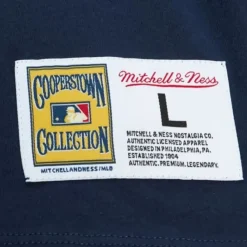 COOPERSTOWN
COLLECTION
MITCHELLANDNESS/MLB
Mitchell & Ness
L
MITCHELL & NESS NOSTALGIA CO.
AUTHENTIC LICENSED APPAREL
DESIGNED IN PHILADELPHIA, PA.
ESTABLISHED 1904
AUTHENTIC. PREMIUM. LEGENDARY.